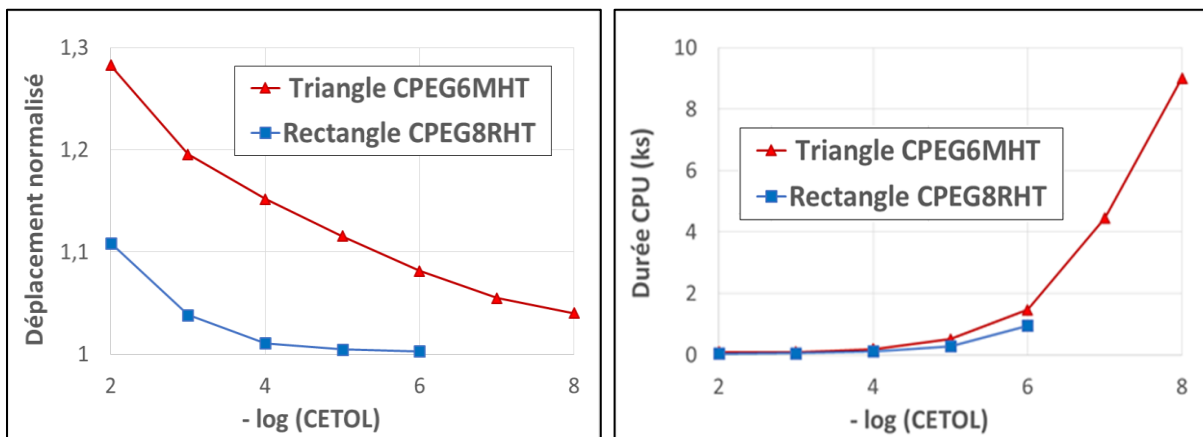 Déplacement normalisé
1,3
1,2
1,1
1
Triangle CPEG6MHT
Rectangle CPEG8RHT
2 4 6 8
- log (CETOL)
Durée CPU (ks)
10
8
6
4
2
0
Triangle CPEG6MHT
Rectangle CPEG8RHT
2 4 6 8
- log (CETOL)